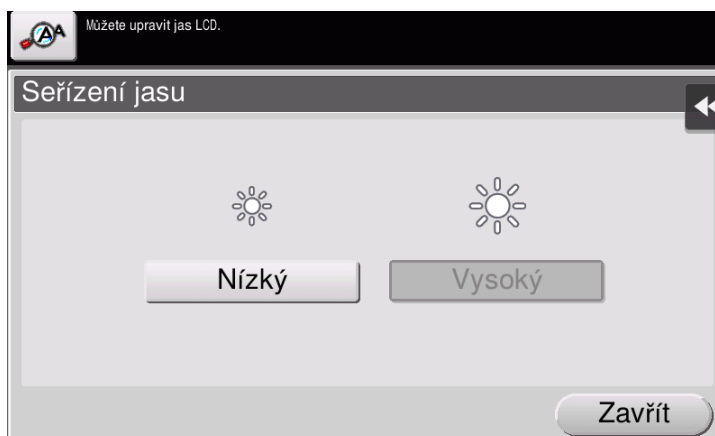 Můžete upravit jas LCD.
Seřízení jasu
Nízký
Vysoký
Zavřít